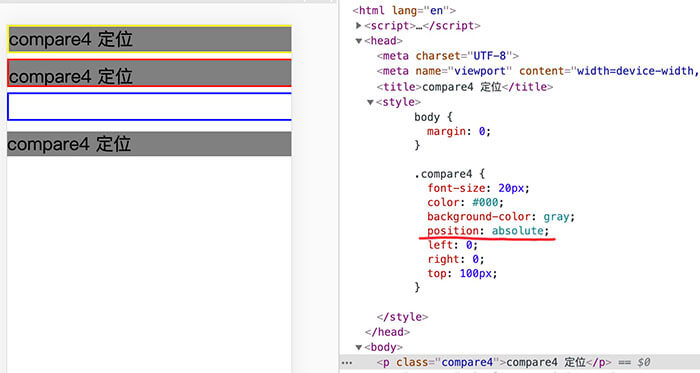 compare4 定位
compare4 定位
compare4 定位
<html lang="en">
▶<script>…</script>
▼<head>
<meta charset="UTF-8">
<meta name="viewport" content="width=device-width,
<title>compare4 定位</title>
▼<style>
body {
margin: 0;
}
.compare4 {
font-size: 20px;
color: #000;
background-color: gray;
position: absolute;
left: 0;
right: 0;
top: 100px;
}
</style>
</head>
▼<body>
… <p class="compare4">compare4 定位</p> == $0